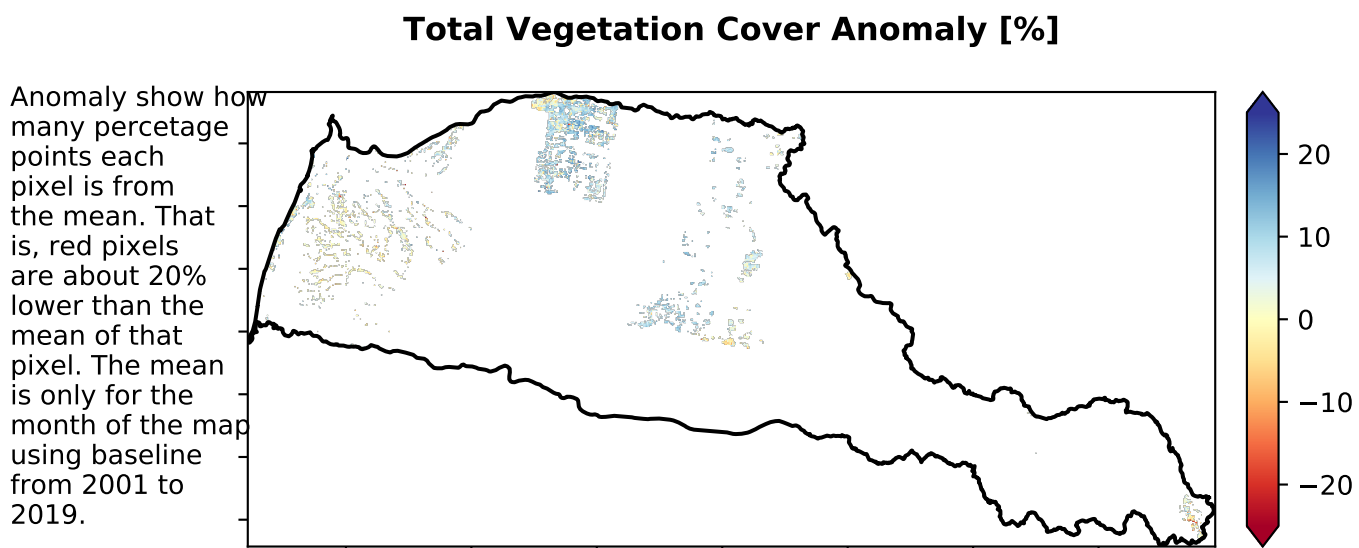 Total Vegetation Cover Anomaly [%]
Anomaly show how
many percetage
points each
pixel is from
the mean. That
is, red pixels
are about 20%
lower than the
mean of that
pixel. The mean
is only for the
month of the map
using baseline
from 2001 to
2019.
20
10
0
−10
−20